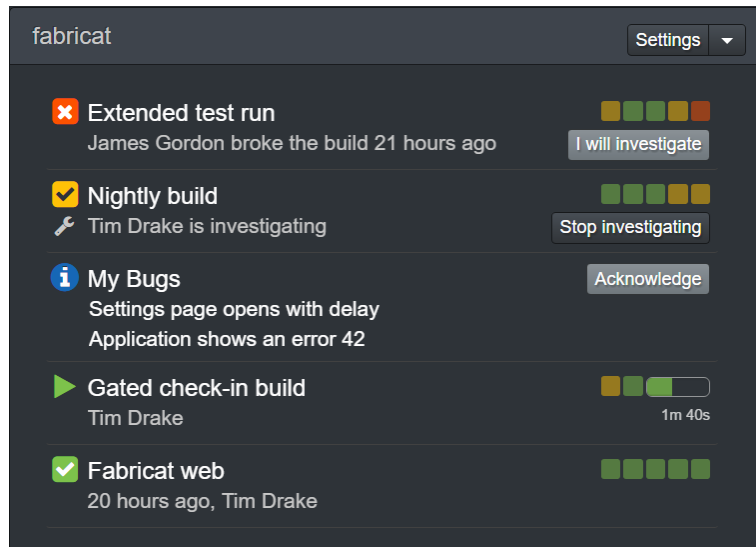 fabricat
Settings
Extended test run
James Gordon broke the build 21 hours ago
I will investigate
Nightly build
Tim Drake is investigating
Stop investigating
My Bugs
Acknowledge
Settings page opens with delay
Application shows an error 42
Gated check-in build
Tim Drake
1m 40s
Fabricat web
20 hours ago, Tim Drake